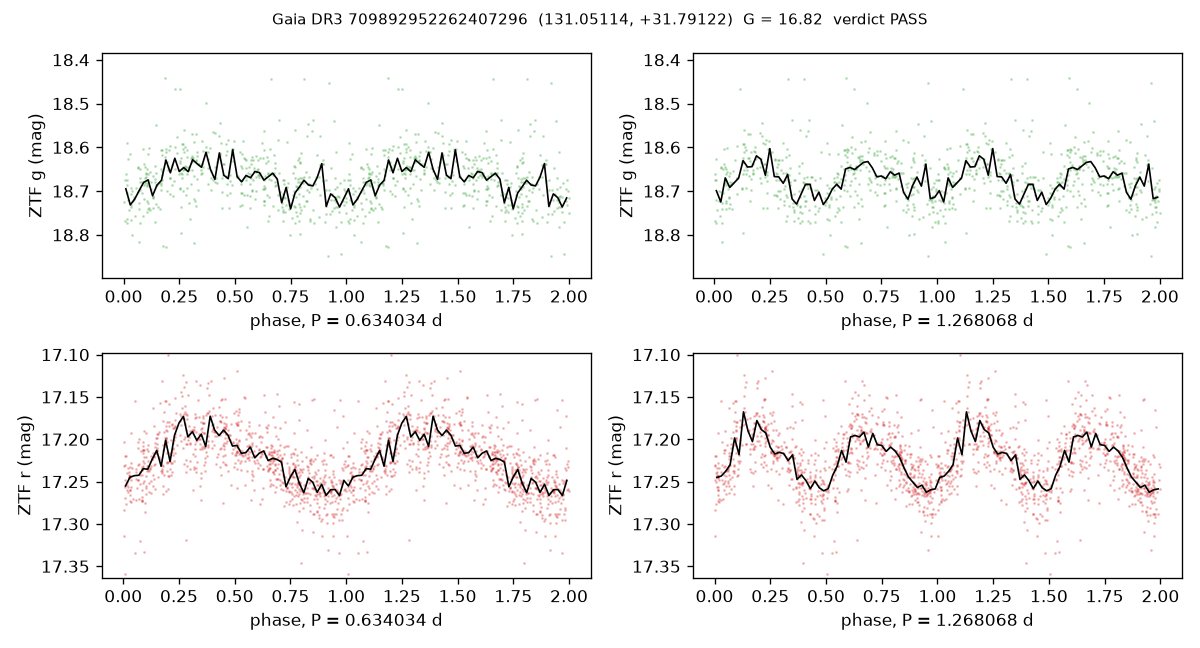 Gaia DR3 709892952262407296 (131.05114, +31.79122) G = 16.82 verdict PASS
18.4
18.5
18.6
18.7
18.8
ZTF g (mag)
0.00 0.25 0.50 0.75 1.00 1.25 1.50 1.75 2.00
phase, P = 0.634034 d
18.4
18.5
18.6
18.7
18.8
ZTF g (mag)
0.00 0.25 0.50 0.75 1.00 1.25 1.50 1.75 2.00
phase, P = 1.268068 d
17.10
17.15
17.20
17.25
17.30
17.35
ZTF r (mag)
0.00 0.25 0.50 0.75 1.00 1.25 1.50 1.75 2.00
phase, P = 0.634034 d
17.10
17.15
17.20
17.25
17.30
17.35
ZTF r (mag)
0.00 0.25 0.50 0.75 1.00 1.25 1.50 1.75 2.00
phase, P = 1.268068 d